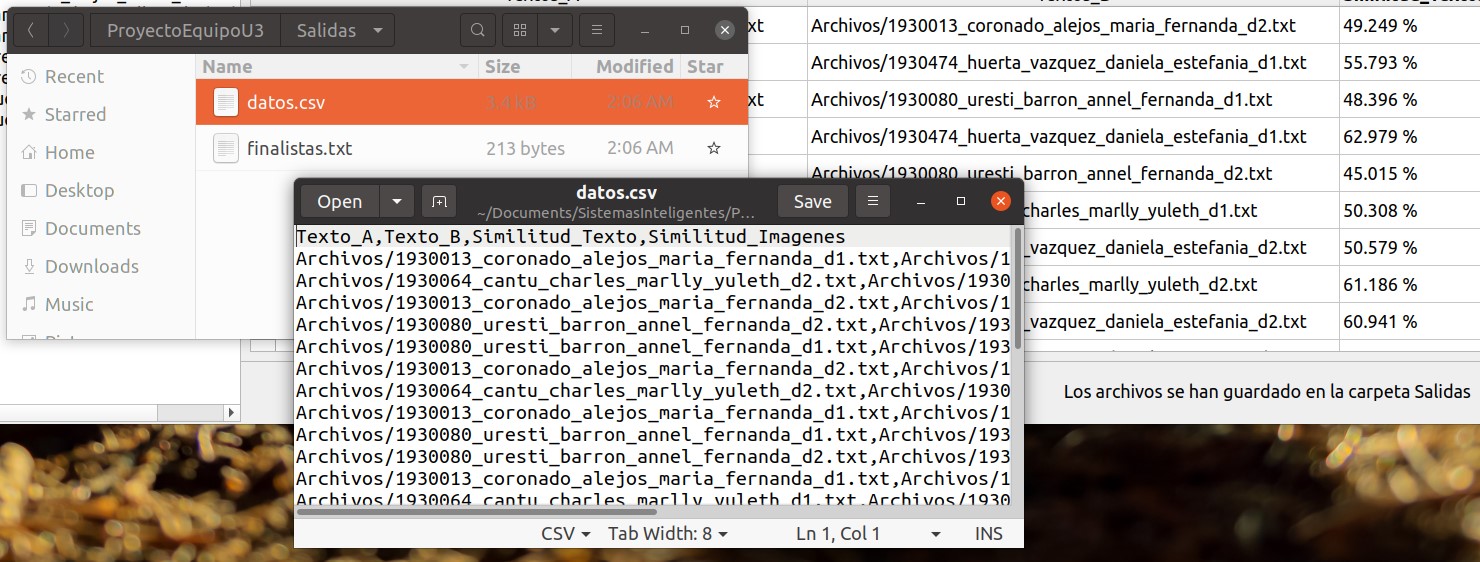 ProyectoEquipoU3 Salidas
Name Size Modified Star
Recent
Starred
Home
Desktop
Documents
Downloads
Music
datos.csv 3.4 kB 2:06 AM
finalistas.txt 213 bytes 2:06 AM
xt Archivos/1930013_coronado_alejos_maria_fernanda_d2.txt 49.249 %
Archivos/1930474_huerta_vazquez_daniela_estefania_d1.txt 55.793 %
xt Archivos/1930080_uresti_barron_annel_fernanda_d1.txt 48.396 %
Archivos/1930474_huerta_vazquez_daniela_estefania_d1.txt 62.979 %
Archivos/1930080_uresti_barron_annel_fernanda_d2.txt 45.015 %
charles_marlly_yuleth_d1.txt 50.308 %
_vazquez_daniela_estefania_d2.txt 50.579 %
charles_marlly_yuleth_d2.txt 61.186 %
_vazquez_daniela_estefania_d2.txt 60.941 %
Los archivos se han guardado en la carpeta Salidas
Open datos.csv Save
~/Documents/SistemasInteligentes/P…
Texto_A,Texto_B,Similitud_Texto,Similitud_Imagenes
Archivos/1930013_coronado_alejos_maria_fernanda_d1.txt,Archivos/1
Archivos/1930064_cantu_charles_marlly_yuleth_d2.txt,Archivos/1930
Archivos/1930013_coronado_alejos_maria_fernanda_d2.txt,Archivos/1
Archivos/1930080_uresti_barron_annel_fernanda_d2.txt,Archivos/193
Archivos/1930080_uresti_barron_annel_fernanda_d1.txt,Archivos/193
Archivos/1930013_coronado_alejos_maria_fernanda_d2.txt,Archivos/1
Archivos/1930064_cantu_charles_marlly_yuleth_d2.txt,Archivos/1930
Archivos/1930013_coronado_alejos_maria_fernanda_d1.txt,Archivos/1
Archivos/1930080_uresti_barron_annel_fernanda_d1.txt,Archivos/193
Archivos/1930080_uresti_barron_annel_fernanda_d2.txt,Archivos/193
Archivos/1930013_coronado_alejos_maria_fernanda_d1.txt,Archivos/1
Archivos/1930064_cantu_charles_marlly_yuleth_d1.txt,Archivos/1930
CSV Tab Width: 8 Ln 1, Col 1 INS